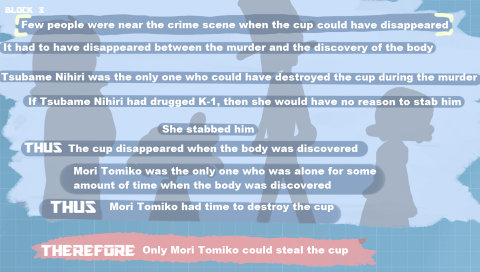 BLOCK I
Few people were near the crime scene when the cup could have disappeared
It had to have disappeared between the murder and the discovery of the body
Tsubame Nihiri was the only one who could have destroyed the cup during the murder
If Tsubame Nihiri had drugged K-1, then she would have no reason to stab him
She stabbed him
THUS The cup disappeared when the body was discovered
Mori Tomiko was the only one who was alone for some
amount of time when the body was discovered
THUS Mori Tomiko had time to destroy the cup
THEREFORE Only Mori Tomiko could steal the cup